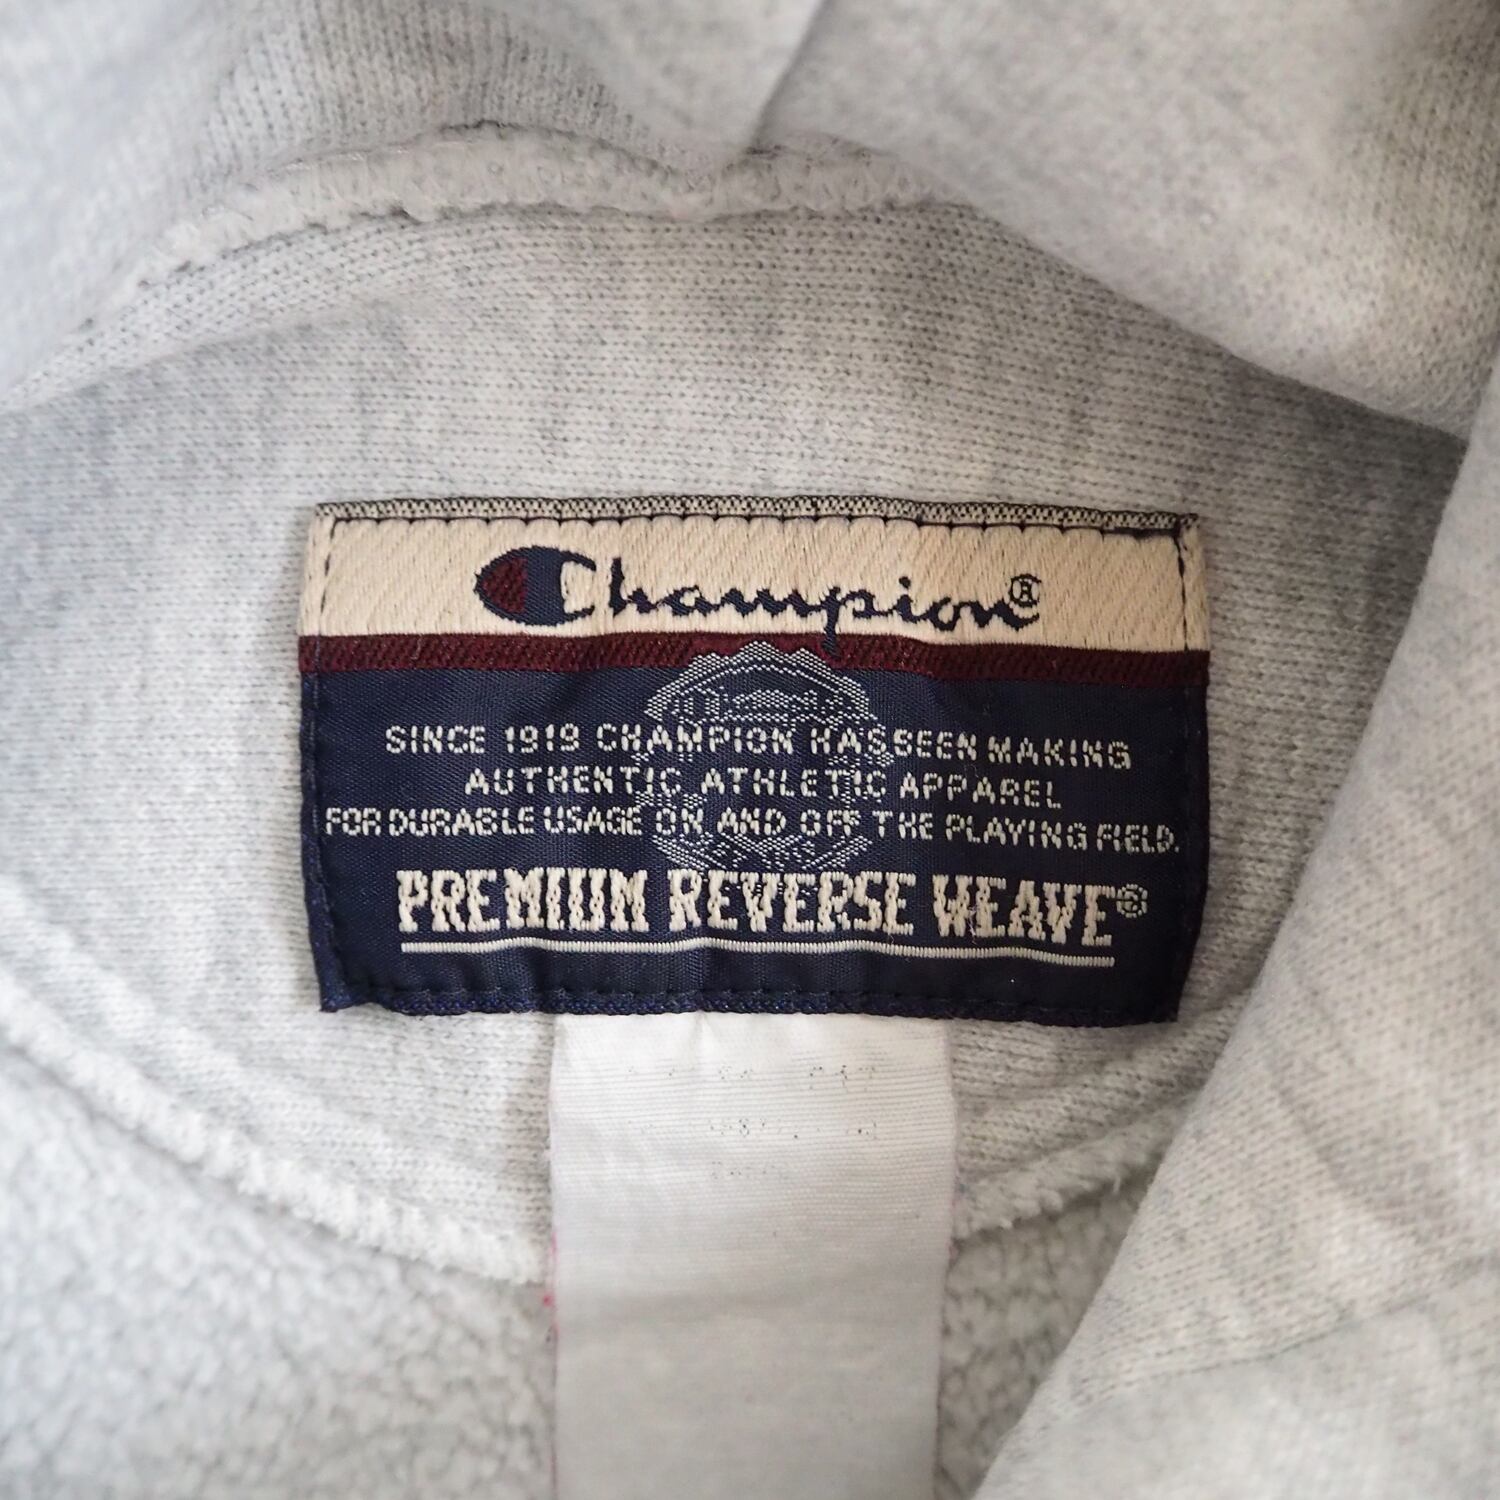 Champion®
SINCE 1919 CHAMPION HAS BEEN MAKING
AUTHENTIC ATHLETIC APPAREL
FOR DURABLE USAGE ON AND OFF THE PLAYING FIELD.
PREMIUM REVERSE WEAVE®